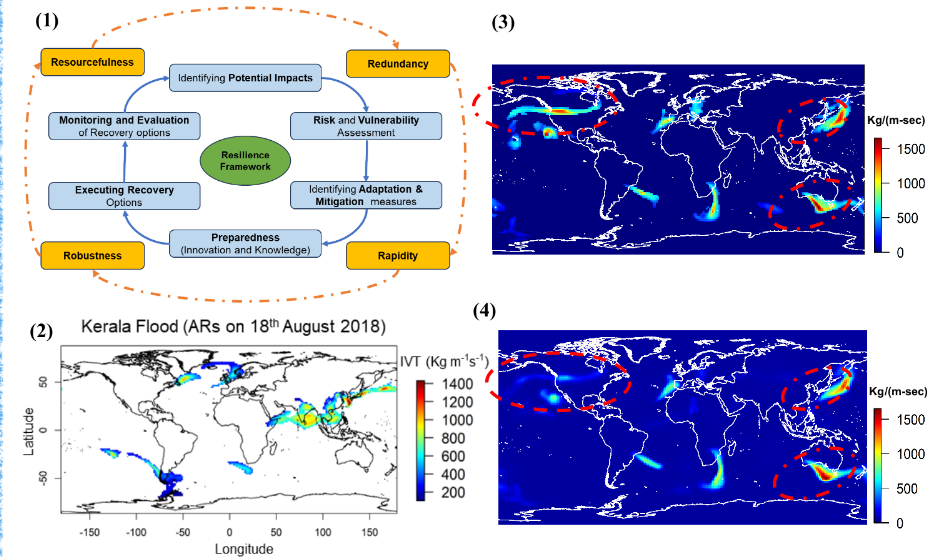 (1)
Resourcefulness
Redundancy
Identifying Potential Impacts
Monitoring and Evaluation
of Recovery options
Risk and Vulnerability
Assessment
Resilience
Framework
Executing Recovery
Options
Identifying Adaptation &
Mitigation measures
Preparedness
(Innovation and Knowledge)
Robustness
Rapidity
(2)
Kerala Flood (ARs on 18th August 2018)
IVT (Kg m-1s-1)
1400
1200
1000
800
600
400
200
Latitude
50
0
-50
-150
-100
-50
0
50
100
150
Longitude
(3)
Kg/(m-sec)
1500
1000
500
0
(4)
Kg/(m-sec)
1500
1000
500
0